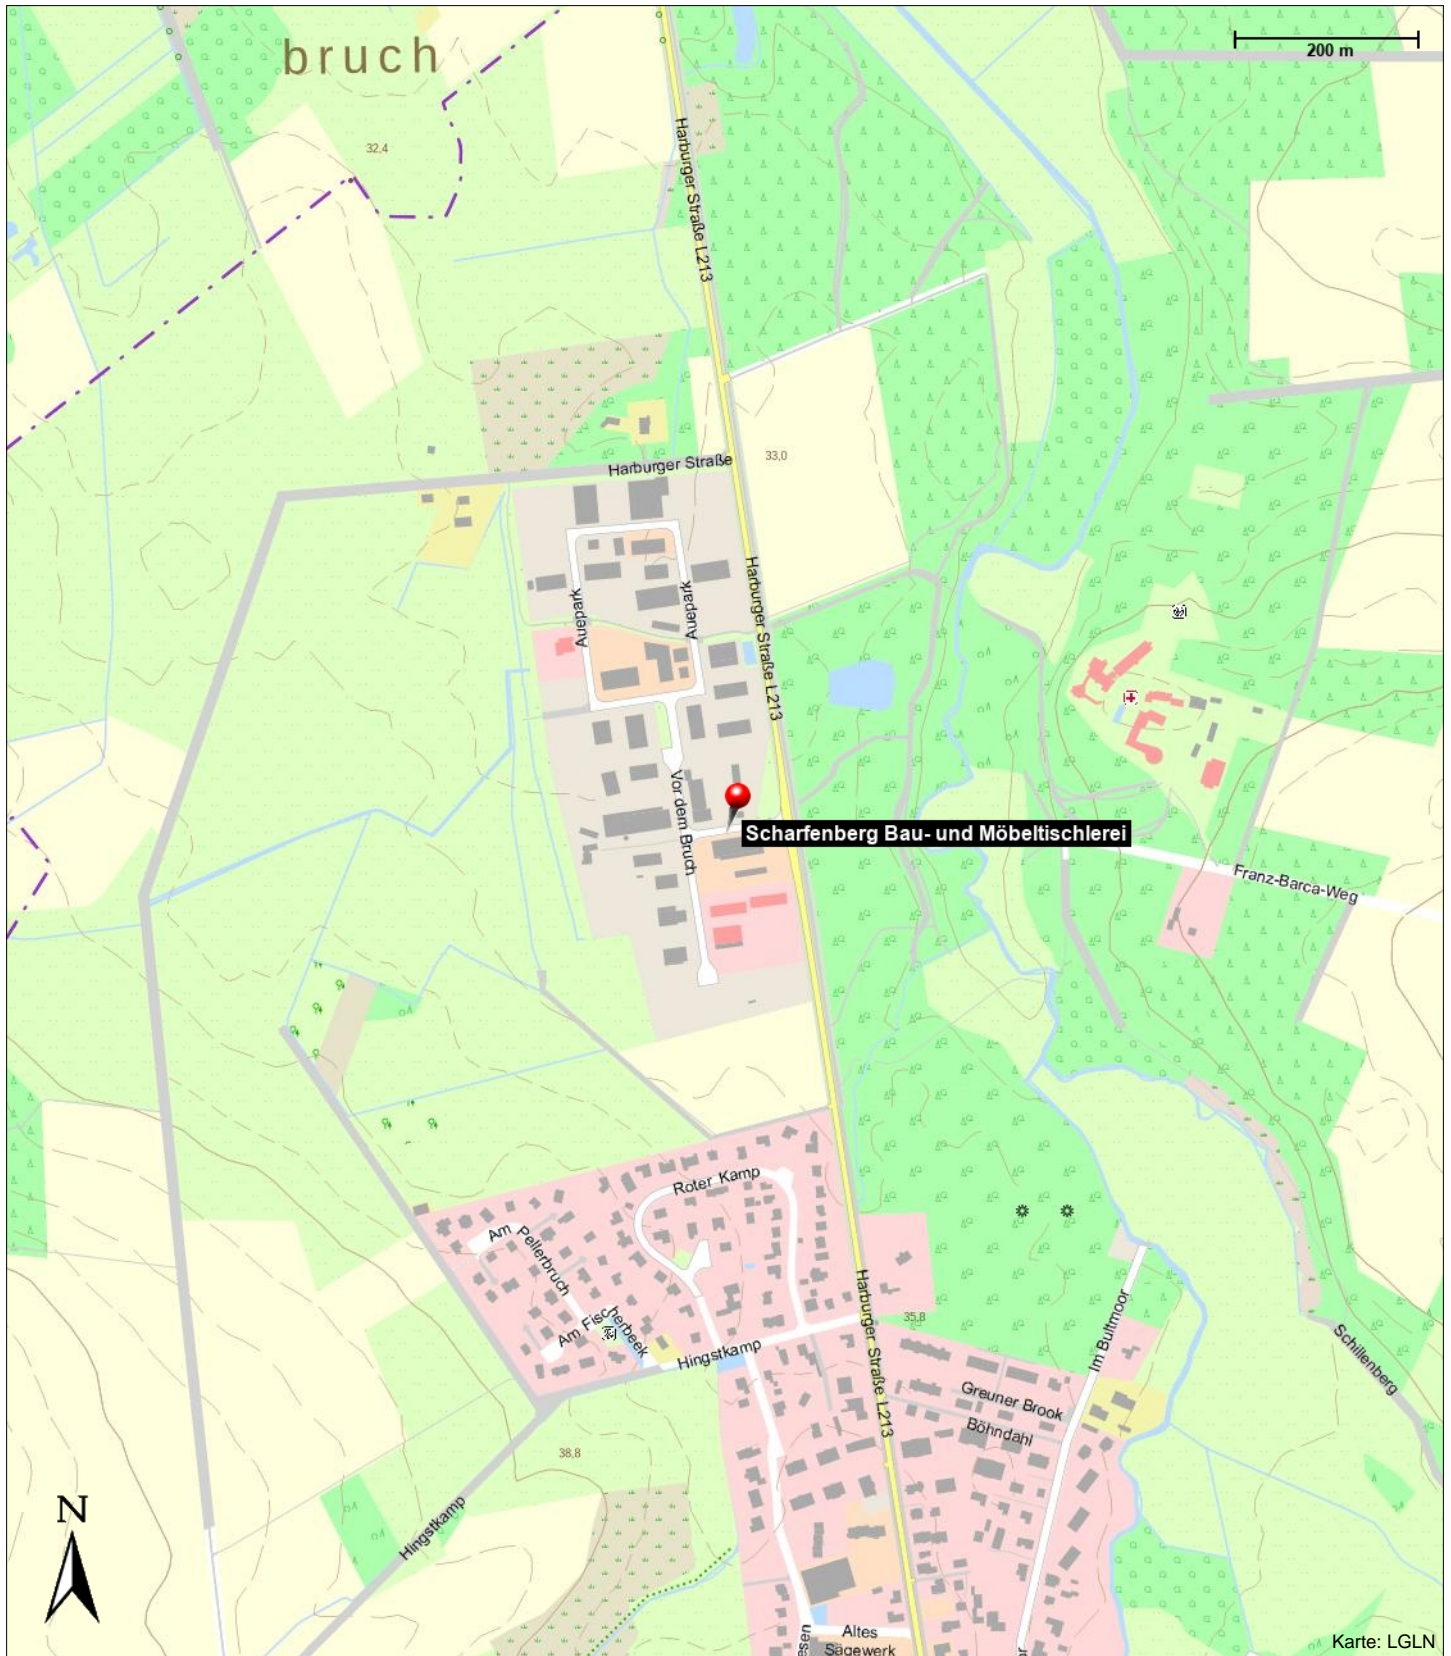 bruch
200 m
32,4
Harburger Straße L213
Harburger Straße
33,0
Harburger Straße L213
Auepark
Auepark
Vor dem Bruch
Scharfenberg Bau- und Möbeltischlerei
Franz-Barca-Weg
Roter Kamp
Am Pellerbruch
Am Fischerbeek
Hingstkamp
35,8
Harburger Straße L213
Im Bultmoor
Schillenberg
Greuner Brook
Böhndahl
38,8
Hingstkamp
N
Altes
Sägewerk
Karte: LGLN